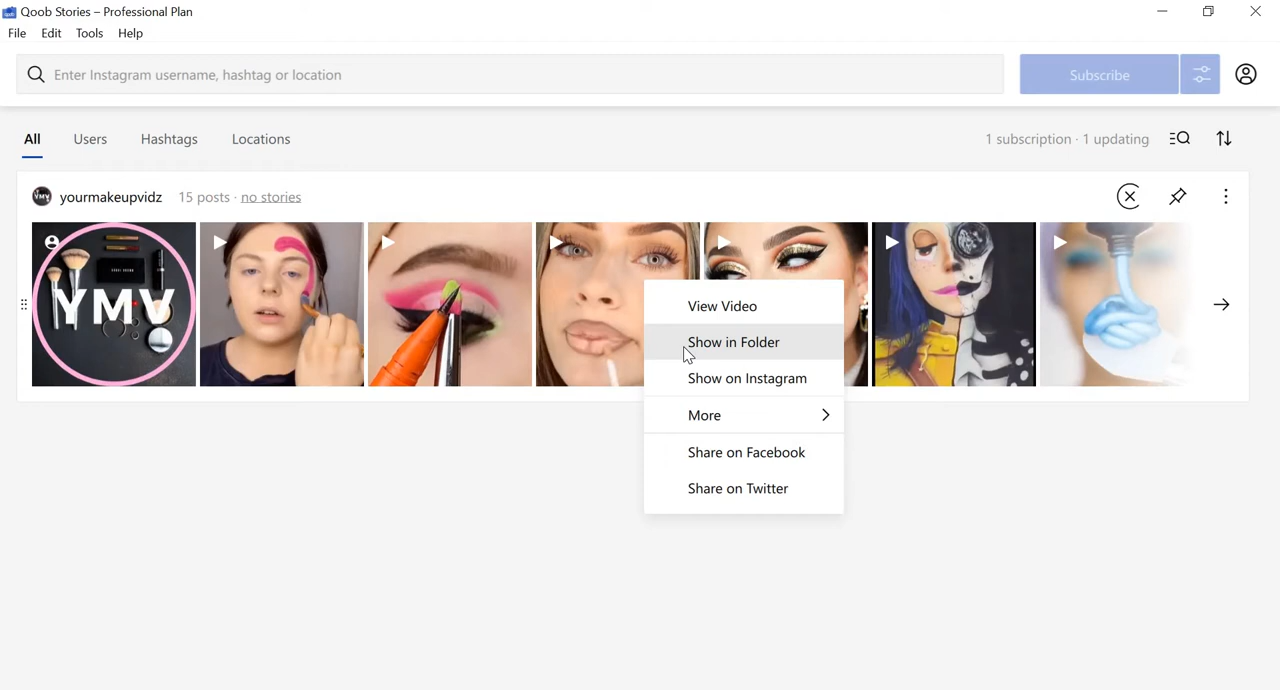 Qoob Stories – Professional Plan
File Edit Tools Help
Enter Instagram username, hashtag or location
Subscribe
All Users Hashtags Locations
1 subscription · 1 updating
yourmakeupvidz 15 posts · no stories
YMV
View Video
Show in Folder
Show on Instagram
More
Share on Facebook
Share on Twitter